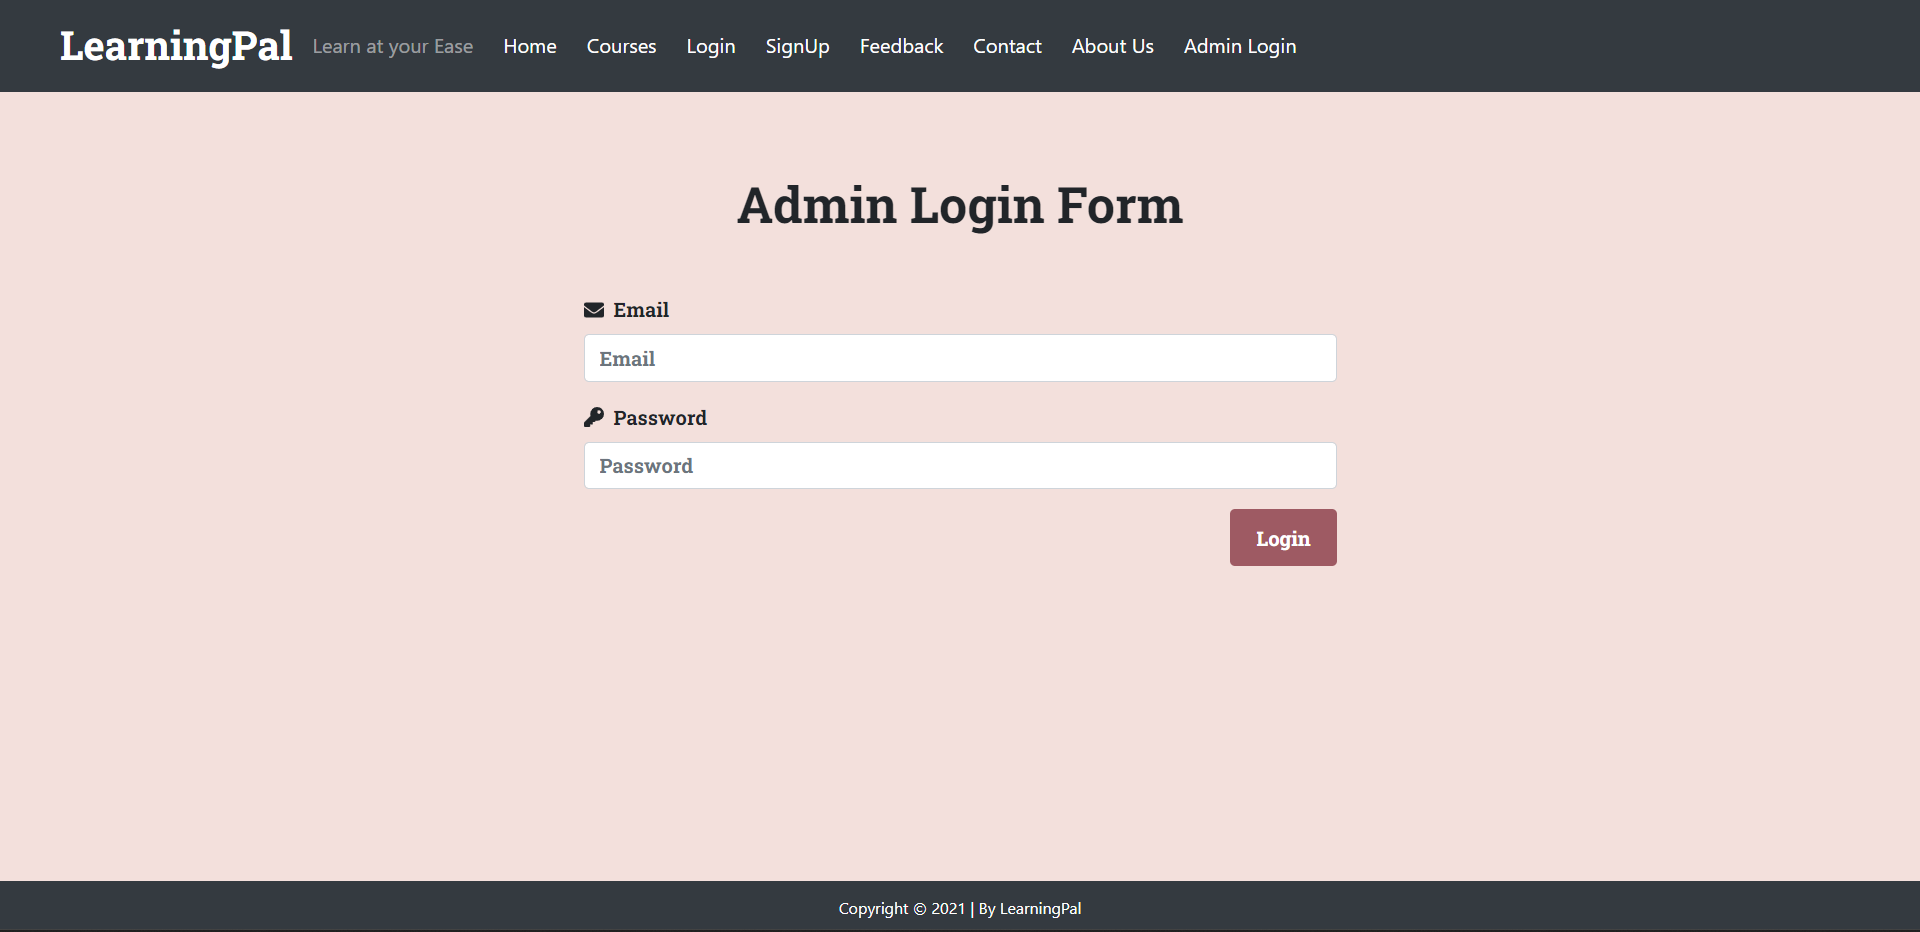 LearningPal Learn at your Ease Home Courses Login SignUp Feedback Contact About Us Admin Login
Admin Login Form
Email
Email
Password
Password
Login
Copyright © 2021 | By LearningPal